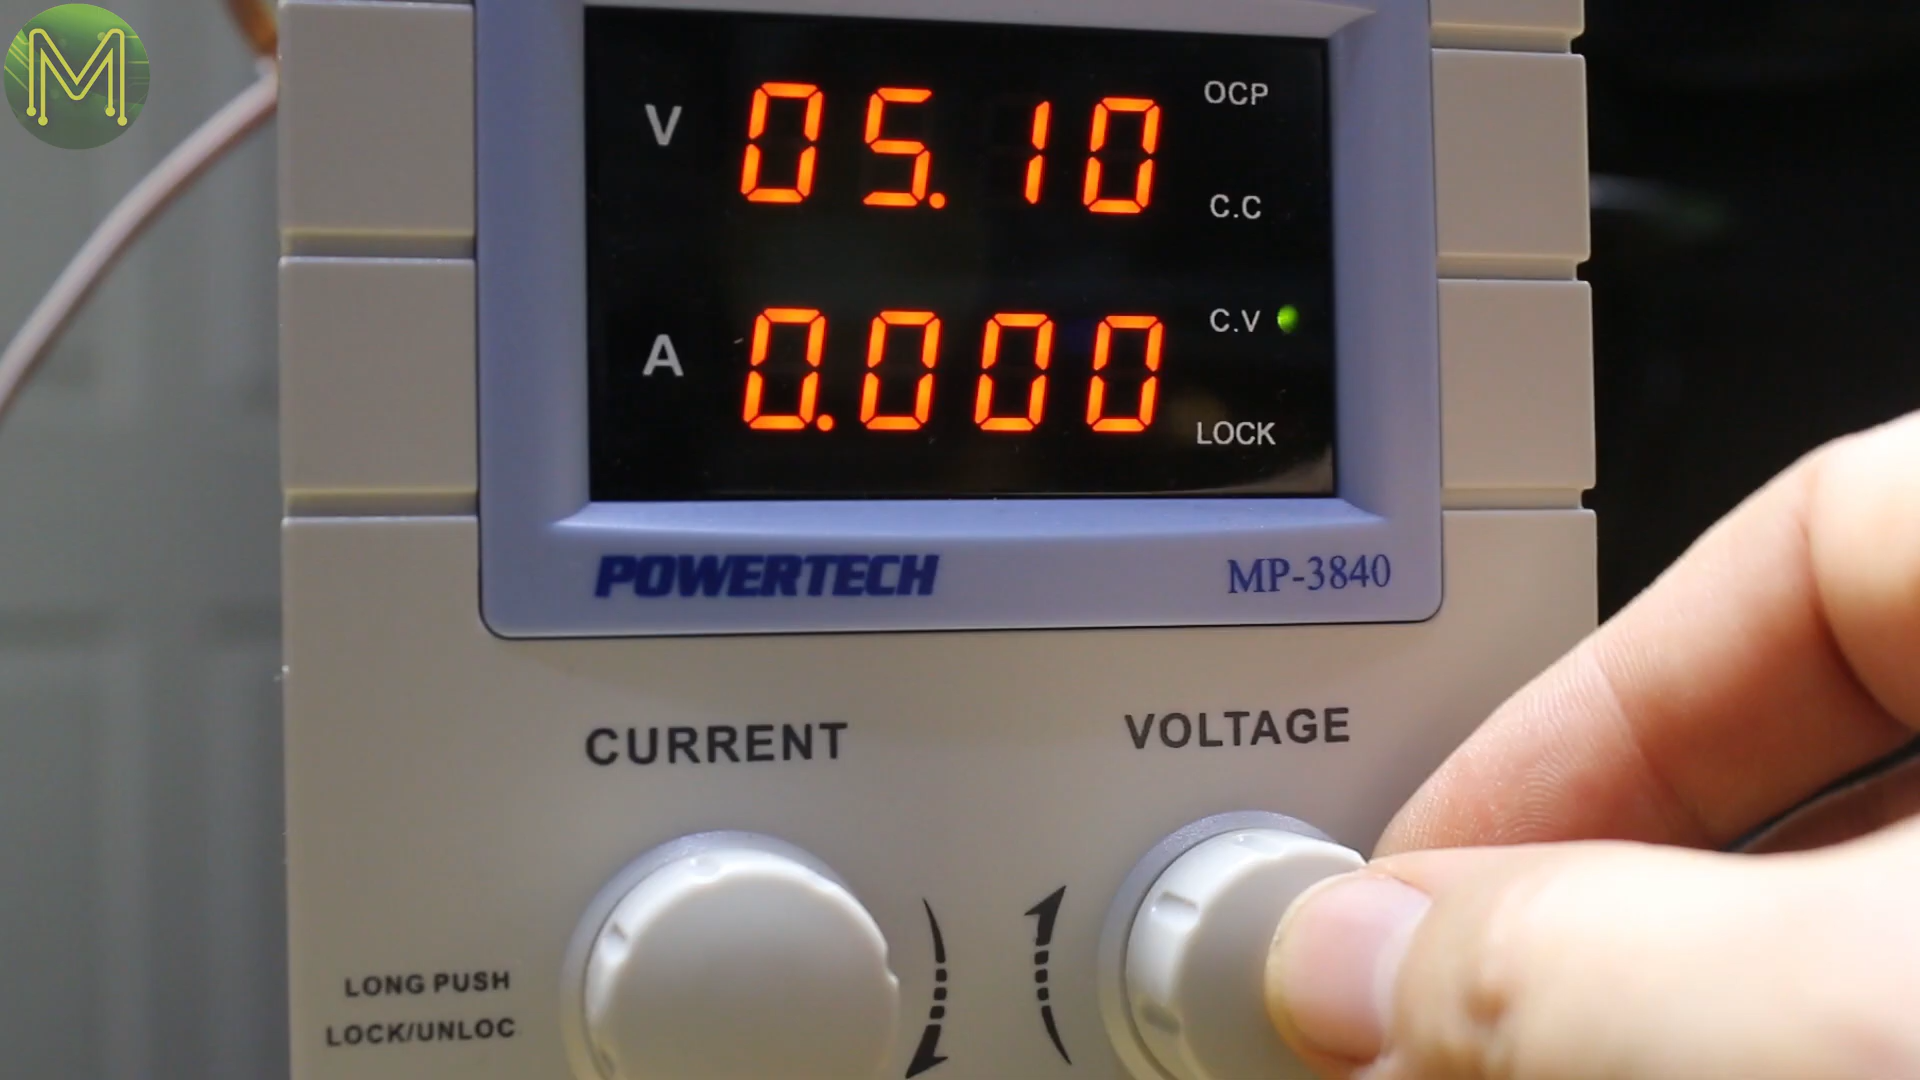 M
V 05.10 OCP
C.C
A 0.000 C.V
LOCK
POWERTECH MP-3840
CURRENT VOLTAGE
LONG PUSH
LOCK/UNLOC